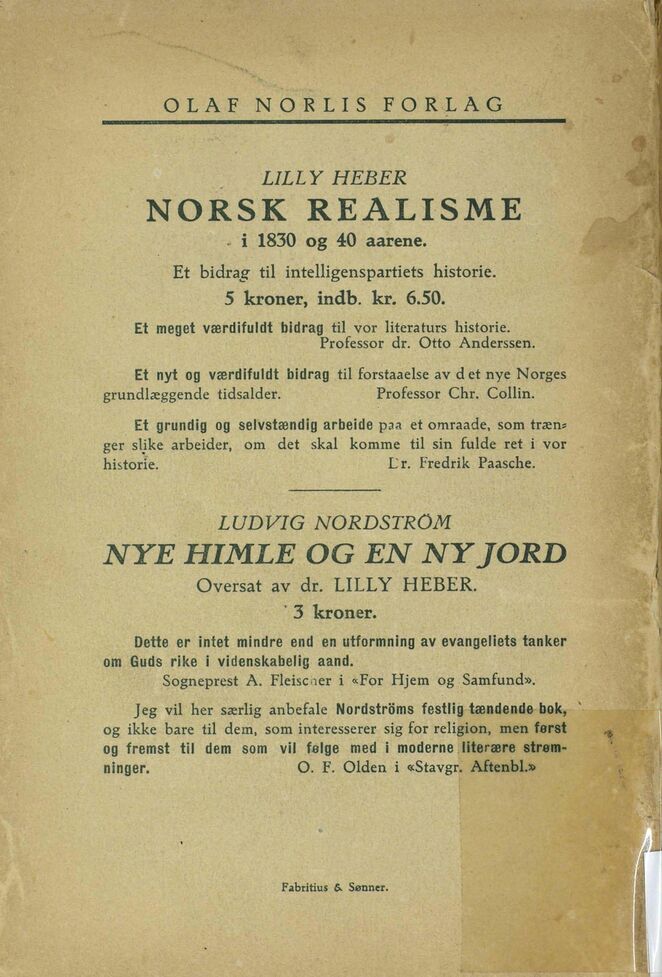 OLAF NORLIS FORLAG
LILLY HEBER
NORSK REALISME
i 1830 og 40 aarene.
Et bidrag til intelligenspartiets historie.
5 kroner, indb. kr. 6.50.
Et meget værdifuldt bidrag til vor literaturs historie.
Professor dr. Otto Anderssen.
Et nyt og værdifuldt bidrag til forstaaelse av det nye Norges
grundlæggende tidsalder. Professor Chr. Collin.
Et grundig og selvstændig arbeide paa et omraade, som træn-
ger slike arbeider, om det skal komme til sin fulde ret i vor
historie. Dr. Fredrik Paasche.
LUDVIG NORDSTRÖM
NYE HIMLE OG EN NY JORD
Oversat av dr. LILLY HEBER.
3 kroner.
Dette er intet mindre end en utformning av evangeliets tanker
om Guds rike i videnskabelig aand.
Sogneprest A. Fleischer i «For Hjem og Samfund».
Jeg vil her særlig anbefale Nordströms festlig tændende bok,
og ikke bare til dem, som interesserer sig for religion, men først
og fremst til dem som vil følge med i moderne literære strøm-
ninger. O. F. Olden i «Stavgr. Aftenbl.»
Fabritius & Sønner.